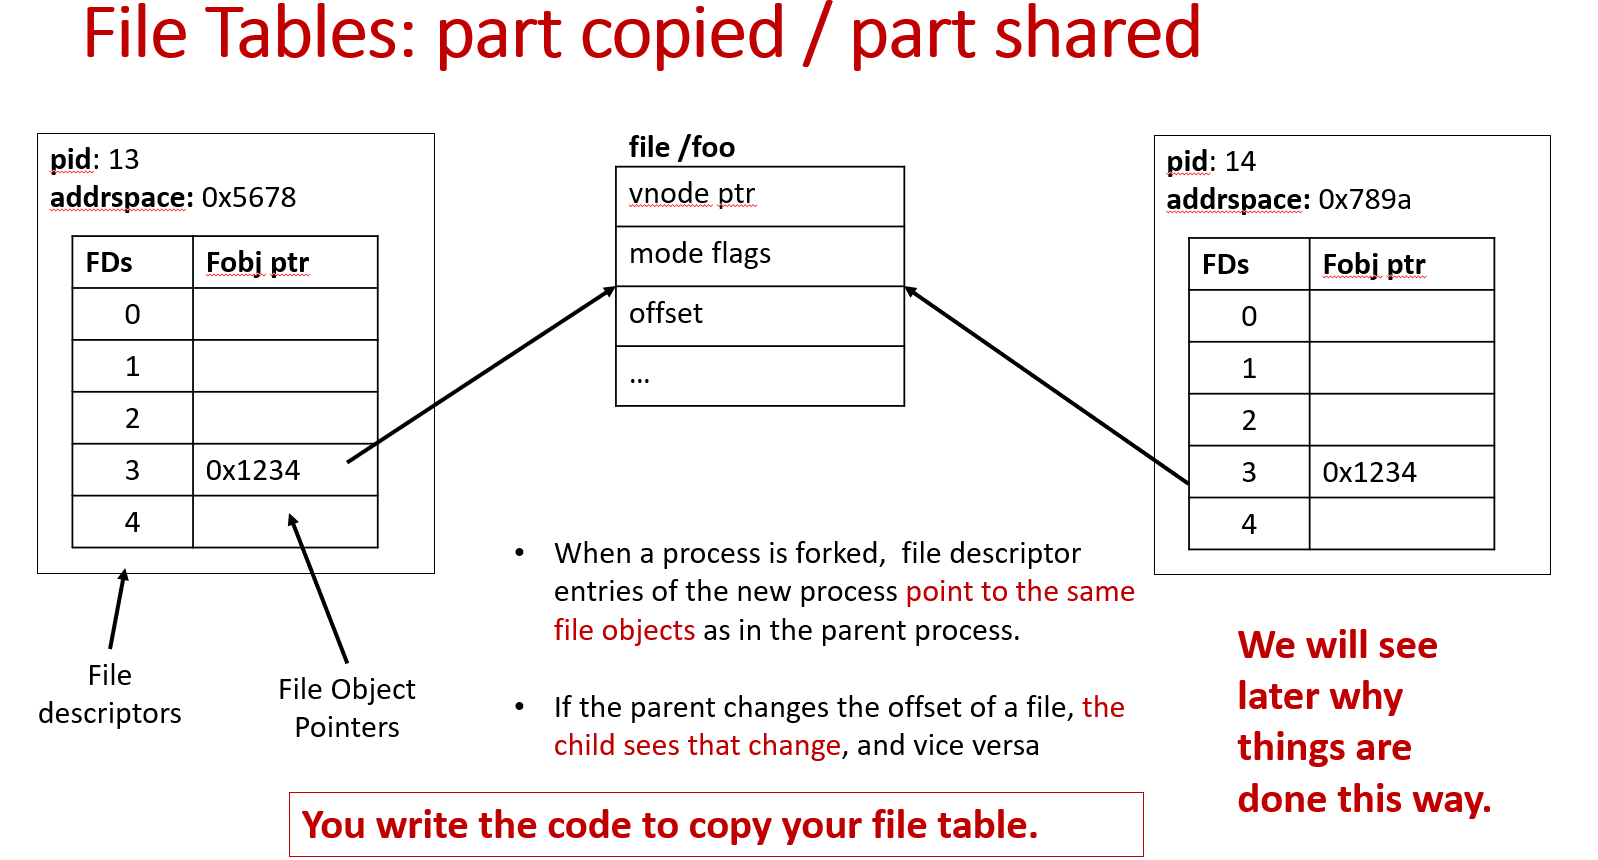 File Tables: part copied / part shared
pid: 13
addrspace: 0x5678
FDs Fobj ptr
0
1
2
3 0x1234
4
File
descriptors
File Object
Pointers
file /foo
vnode ptr
mode flags
offset
...
pid: 14
addrspace: 0x789a
FDs Fobj ptr
0
1
2
3 0x1234
4
• When a process is forked, file descriptor
entries of the new process point to the same
file objects as in the parent process.
• If the parent changes the offset of a file, the
child sees that change, and vice versa
We will see
later why
things are
done this way.
You write the code to copy your file table.